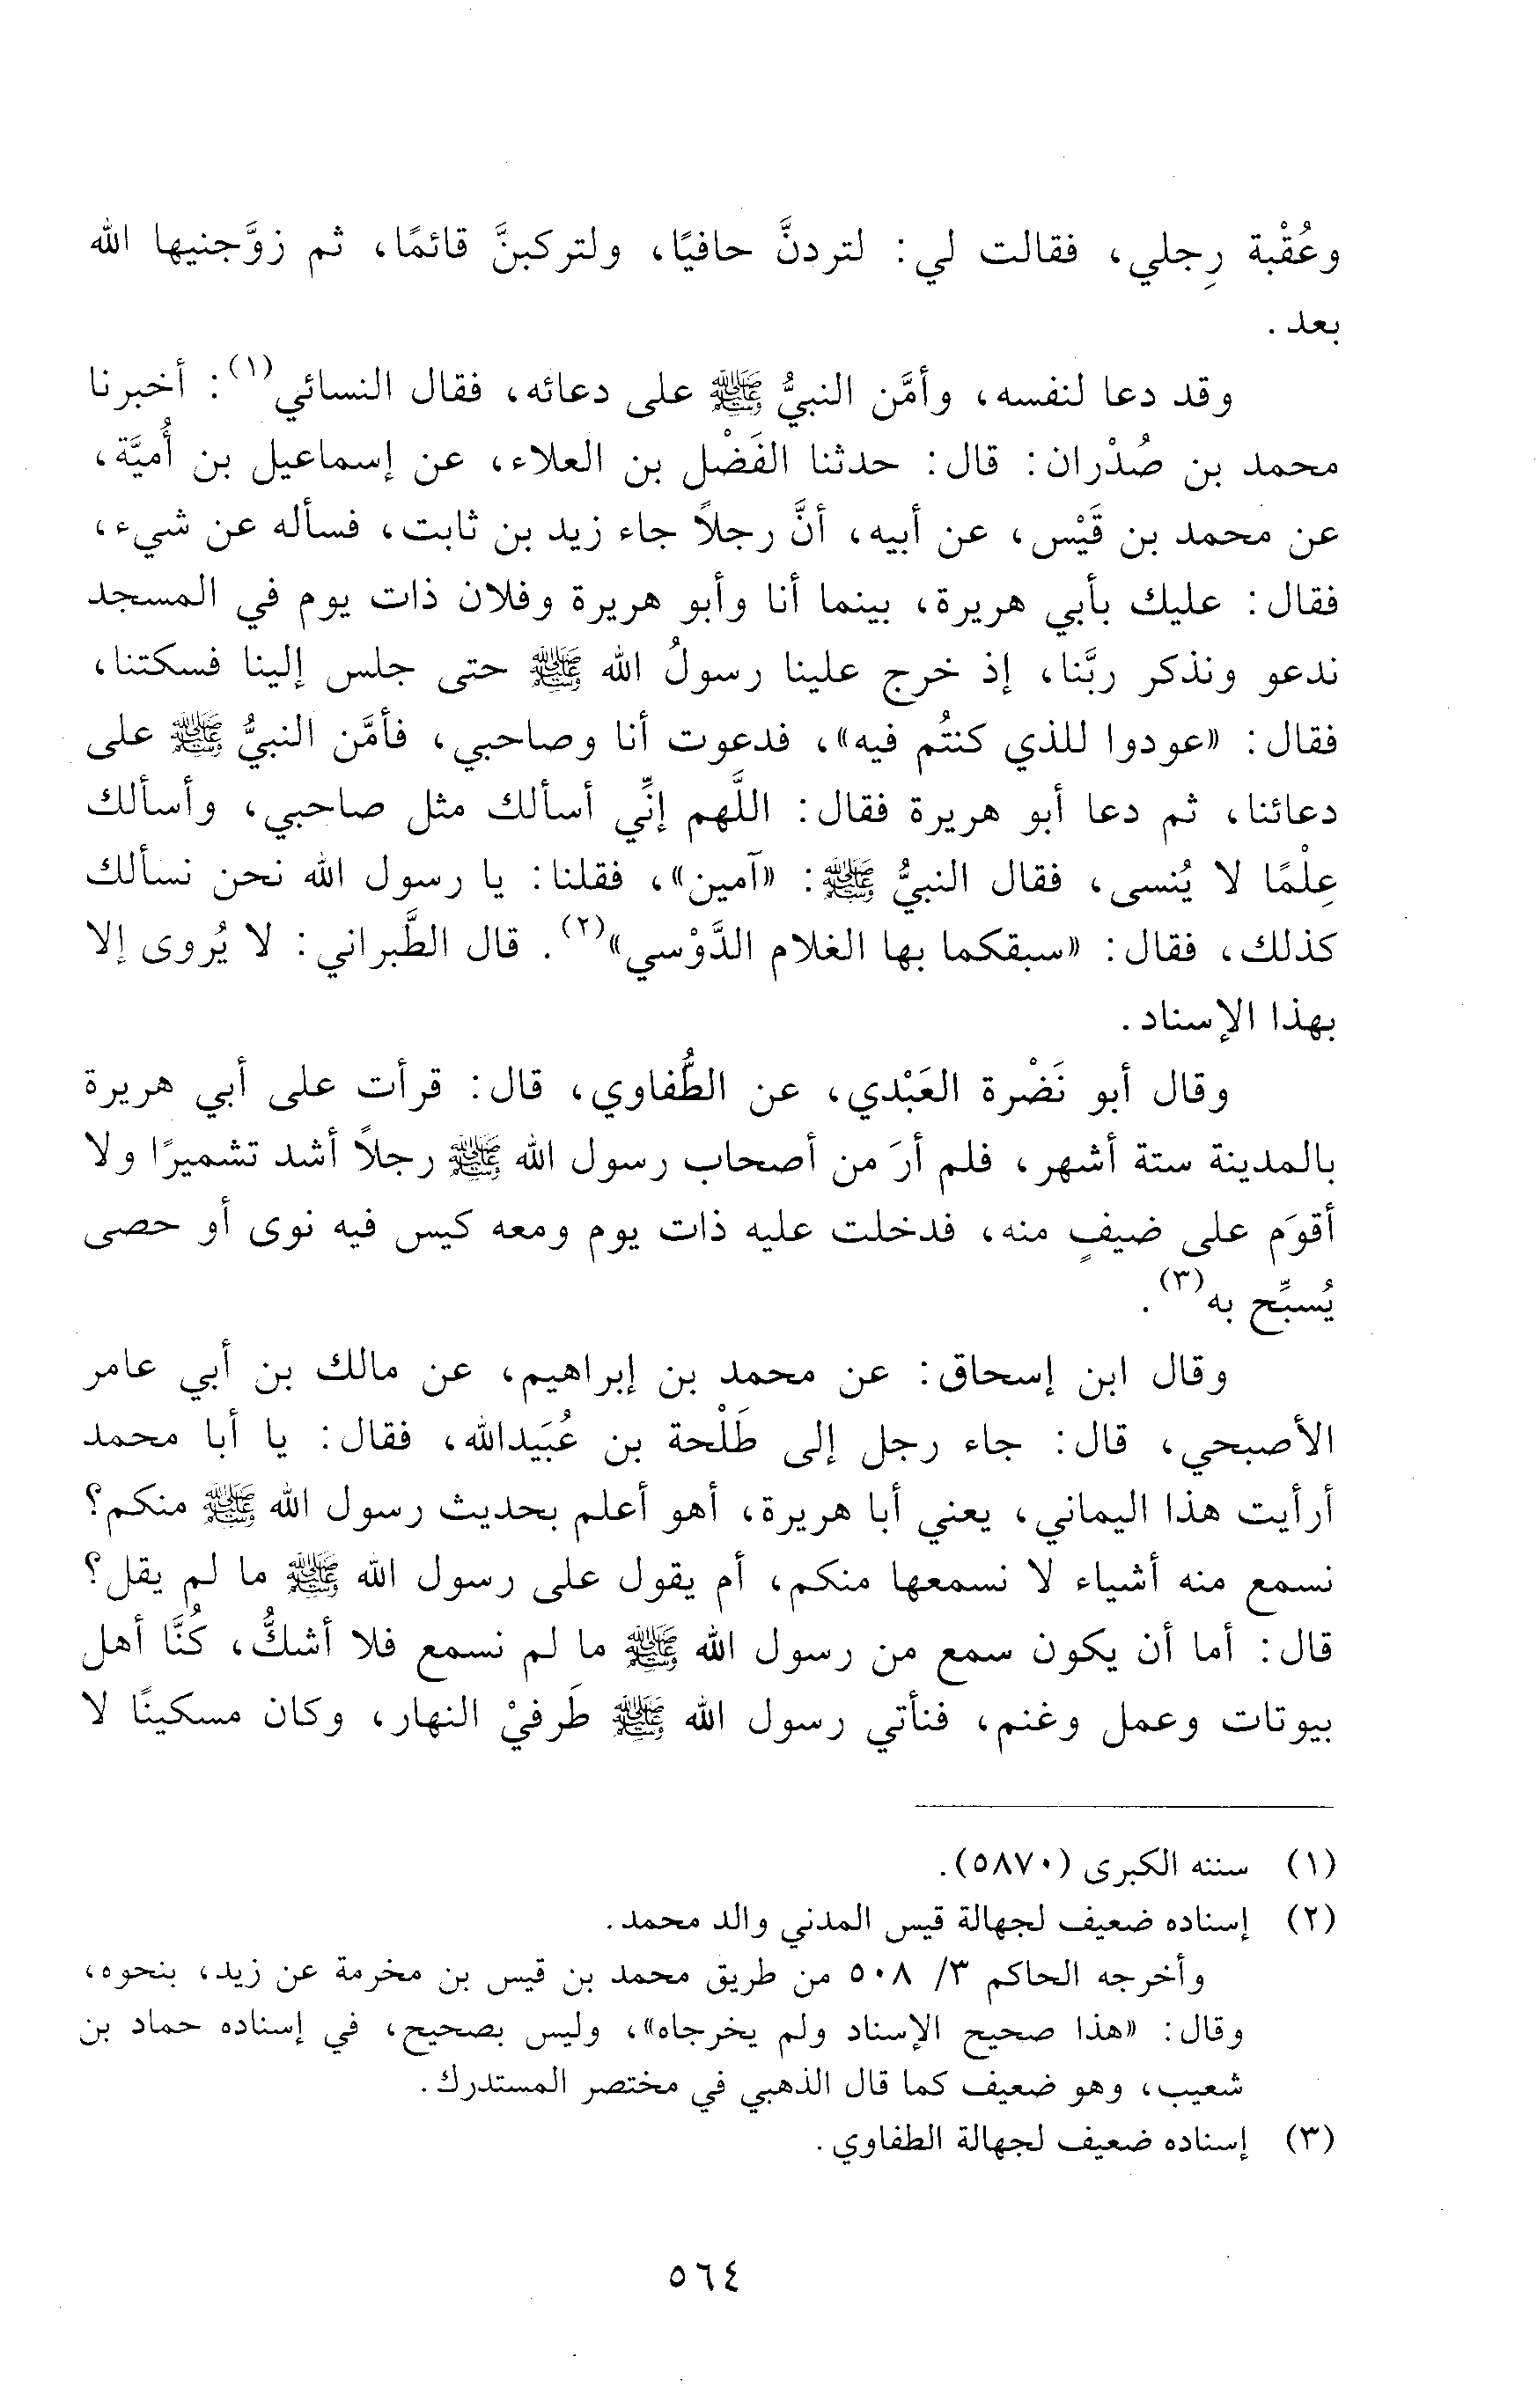 وعُقْبة رِجلي، فقالت لي: لتردنَّ حافيًا، ولتركبنَّ قائمًا، ثم زوَّجنيها الله
بعد.
وقد دعا لنفسه، وأمَّن النبيُّ ﷺ على دعائه، فقال النسائي(١): أخبرنا
محمد بن صُدْران: قال: حدثنا الفَضْل بن العلاء، عن إسماعيل بن أُميَّة،
عن محمد بن قَيْس، عن أبيه، أنَّ رجلاً جاء زيد بن ثابت، فسأله عن شيء،
فقال: عليك بأبي هريرة، بينما أنا وأبو هريرة وفلان ذات يوم في المسجد
ندعو ونذكر ربَّنا، إذ خرج علينا رسولُ الله ﷺ حتى جلس إلينا فسكتنا،
فقال: «عودوا للذي كنتُم فيه»، فدعوت أنا وصاحبي، فأمَّن النبيُّ ﷺ على
دعائنا، ثم دعا أبو هريرة فقال: اللَّهم إنِّي أسألك مثل صاحبي، وأسألك
عِلْمًا لا يُنسى، فقال النبيُّ ﷺ: «آمين»، فقلنا: يا رسول الله نحن نسألك
كذلك، فقال: «سبقكما بها الغلام الدَّوْسي»(٢). قال الطَّبراني: لا يُروى إلا
بهذا الإسناد.
وقال أبو نَضْرة العَبْدي، عن الطُّفاوي، قال: قرأت على أبي هريرة
بالمدينة ستة أشهر، فلم أرَ من أصحاب رسول الله ﷺ رجلاً أشد تشميرًا ولا
أقوَم على ضيفٍ منه، فدخلت عليه ذات يوم ومعه كيس فيه نوى أو حصى
يُسبِّح به(٣).
وقال ابن إسحاق: عن محمد بن إبراهيم، عن مالك بن أبي عامر
الأصبحي، قال: جاء رجل إلى طَلْحة بن عُبَيدالله، فقال: يا أبا محمد
أرأيت هذا اليماني، يعني أبا هريرة، أهو أعلم بحديث رسول الله ﷺ منكم؟
نسمع منه أشياء لا نسمعها منكم، أم يقول على رسول الله ﷺ ما لم يقل؟
قال: أما أن يكون سمع من رسول الله ﷺ ما لم نسمع فلا أشكُّ، كُنَّا أهل
بيوتات وعمل وغنم، فنأتي رسول الله ﷺ طَرفيْ النهار، وكان مسكينًا لا
(١) سننه الكبرى (٥٨٧٠).
(٢) إسناده ضعيف لجهالة قيس المدني والد محمد.
وأخرجه الحاكم ٣/ ٥٠٨ من طريق محمد بن قيس بن مخرمة عن زيد، بنحوه،
وقال: «هذا صحيح الإسناد ولم يخرجاه»، وليس بصحيح، في إسناده حماد بن
شعيب، وهو ضعيف كما قال الذهبي في مختصر المستدرك.
(٣) إسناده ضعيف لجهالة الطفاوي.
٥٦٤